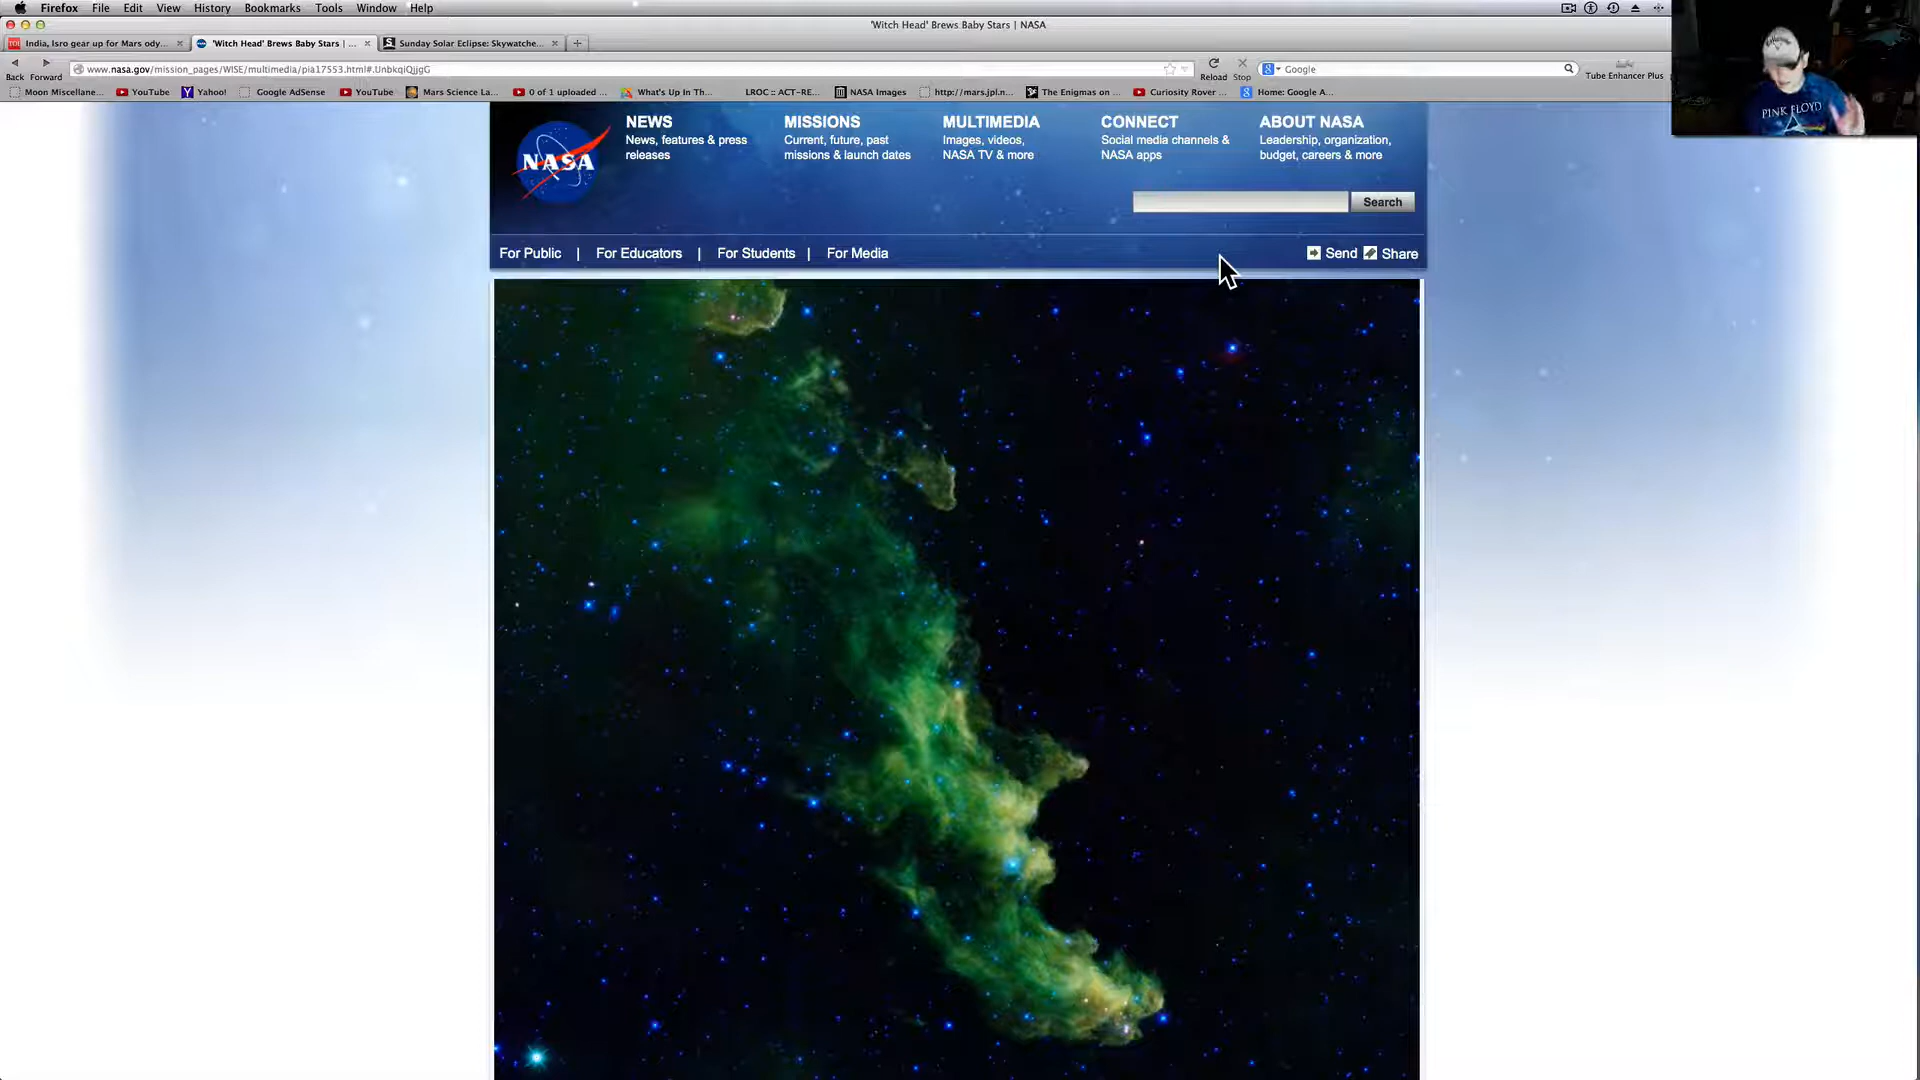 Firefox File Edit View History Bookmarks Tools Window Help
'Witch Head' Brews Baby Stars | NASA
India, Isro gear up for Mars ody... 'Witch Head' Brews Baby Stars | ... Sunday Solar Eclipse: Skywatche...
www.nasa.gov/mission_pages/WISE/multimedia/pia17553.html#.UnbkqlQjjgG Google
Back Forward Reload Stop Tube Enhancer Plus
Moon Miscellane... YouTube Yahoo! Google AdSense YouTube Mars Science La... 0 of 1 uploaded ... What's Up In Th... LROC :: ACT-RE... NASA Images http://mars.jpl.n... The Enigmas on ... Curiosity Rover ... Home: Google A...
PINK FLOYD
NASA
NEWS MISSIONS MULTIMEDIA CONNECT ABOUT NASA
News, features & press Current, future, past Images, videos, Social media channels & Leadership, organization,
releases missions & launch dates NASA TV & more NASA apps budget, careers & more
Search
For Public | For Educators | For Students | For Media Send Share